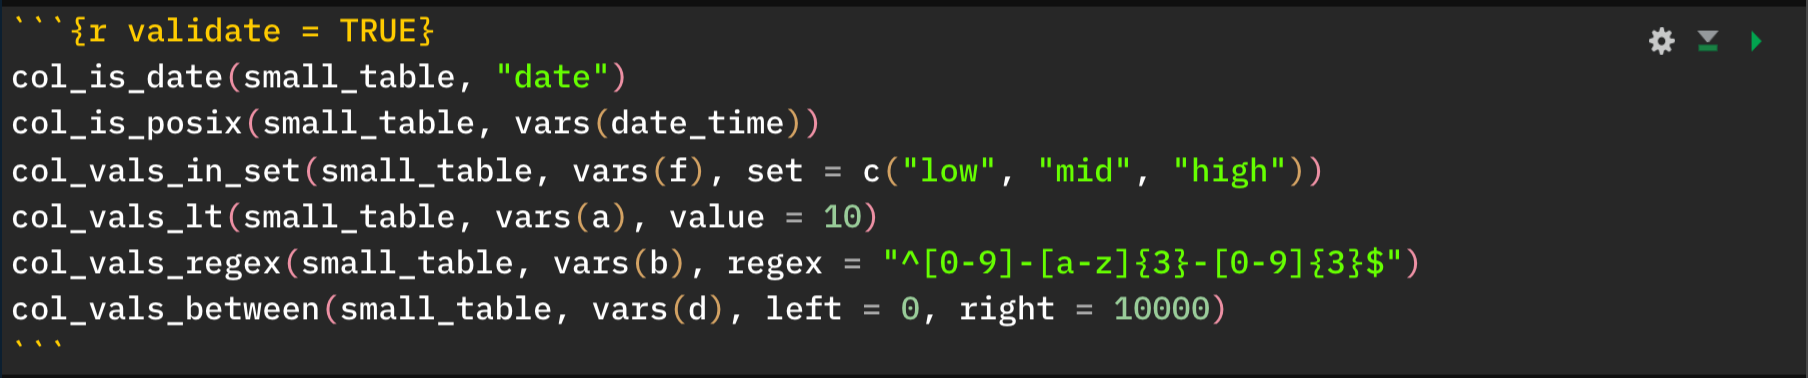 ```{r validate = TRUE}
col_is_date(small_table, "date")
col_is_posix(small_table, vars(date_time))
col_vals_in_set(small_table, vars(f), set = c("low", "mid", "high"))
col_vals_lt(small_table, vars(a), value = 10)
col_vals_regex(small_table, vars(b), regex = "^[0-9]-[a-z]{3}-[0-9]{3}$")
col_vals_between(small_table, vars(d), left = 0, right = 10000)
```